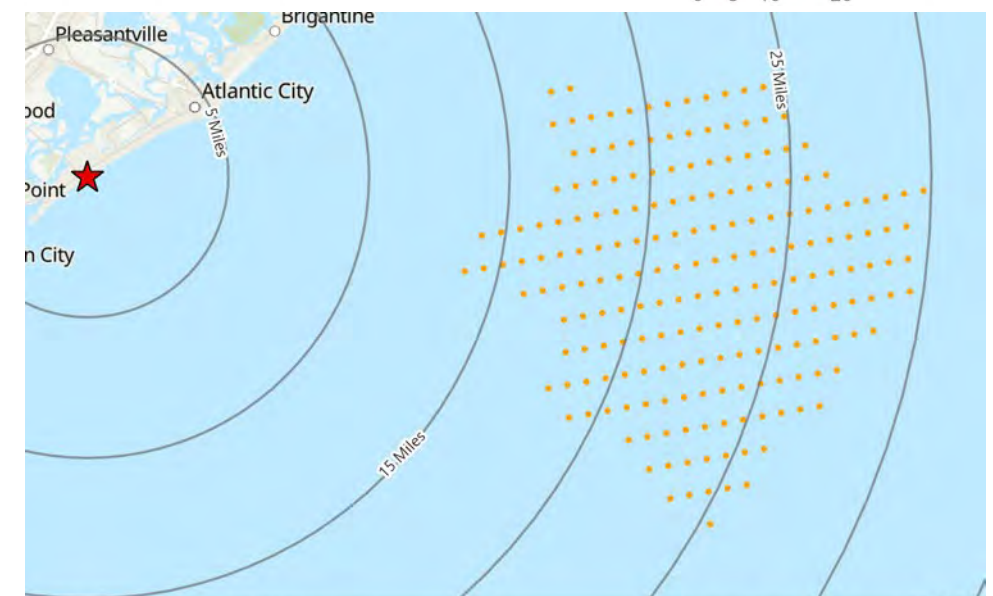 Brigantine
Pleasantville
Atlantic City
ood
5 Miles
25 Miles
Point
n City
15 Miles